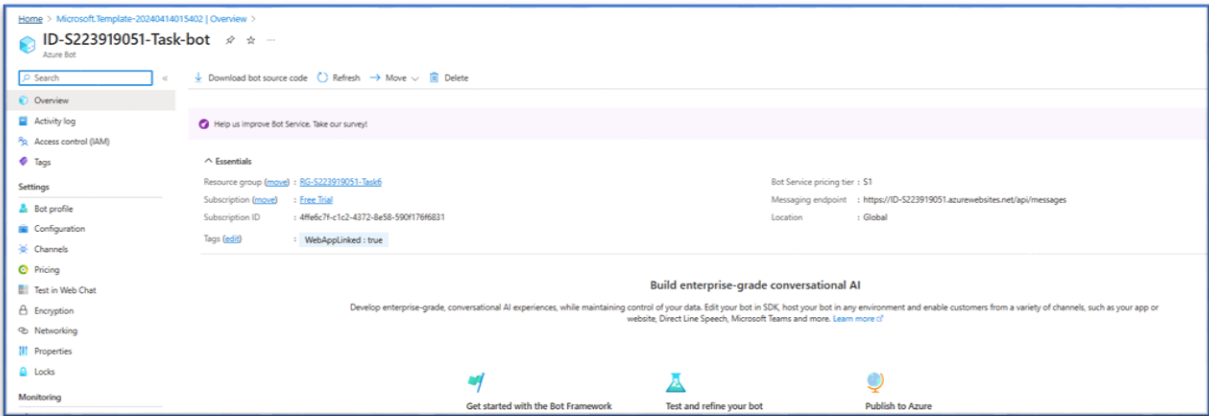 Home > Microsoft.Template-20240414015402 | Overview >
ID-S223919051-Task-bot
Azure Bot
Search
Download bot source code Refresh Move Delete
Overview
Activity log
Access control (IAM)
Tags
Settings
Bot profile
Configuration
Channels
Pricing
Test in Web Chat
Encryption
Networking
Properties
Locks
Monitoring
Help us improve Bot Service. Take our survey!
Essentials
Resource group (move) : RG-S223919051-Task6
Subscription (move) : Free Trial
Subscription ID : 4ffe6c7f-c1c2-4372-8e58-590f176f6831
Tags (edit) : WebAppLinked : true
Bot Service pricing tier : S1
Messaging endpoint : https://ID-S223919051.azurewebsites.net/api/messages
Location : Global
Build enterprise-grade conversational AI
Develop enterprise-grade, conversational AI experiences, while maintaining control of your data. Edit your bot in SDK, host your bot in any environment and enable customers from a variety of channels, such as your app or
website, Direct Line Speech, Microsoft Teams and more. Learn more
Get started with the Bot Framework
Test and refine your bot
Publish to Azure